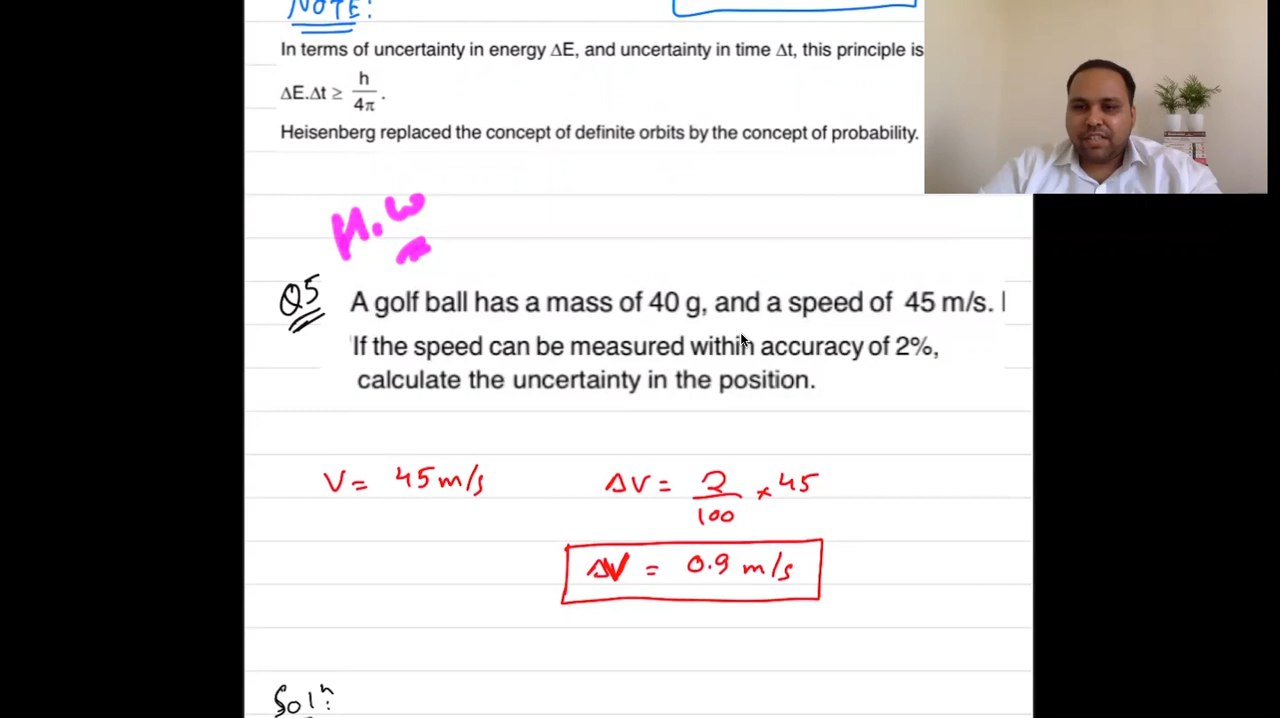 NOTE:
In terms of uncertainty in energy ΔE, and uncertainty in time Δt, this principle is
ΔE.Δt ≥ h/4π .
Heisenberg replaced the concept of definite orbits by the concept of probability.
H.W
Q5 A golf ball has a mass of 40 g, and a speed of 45 m/s.
If the speed can be measured within accuracy of 2%,
calculate the uncertainty in the position.
V = 45 m/s ΔV = 2/100 × 45
ΔV = 0.9 m/s
Solⁿ: